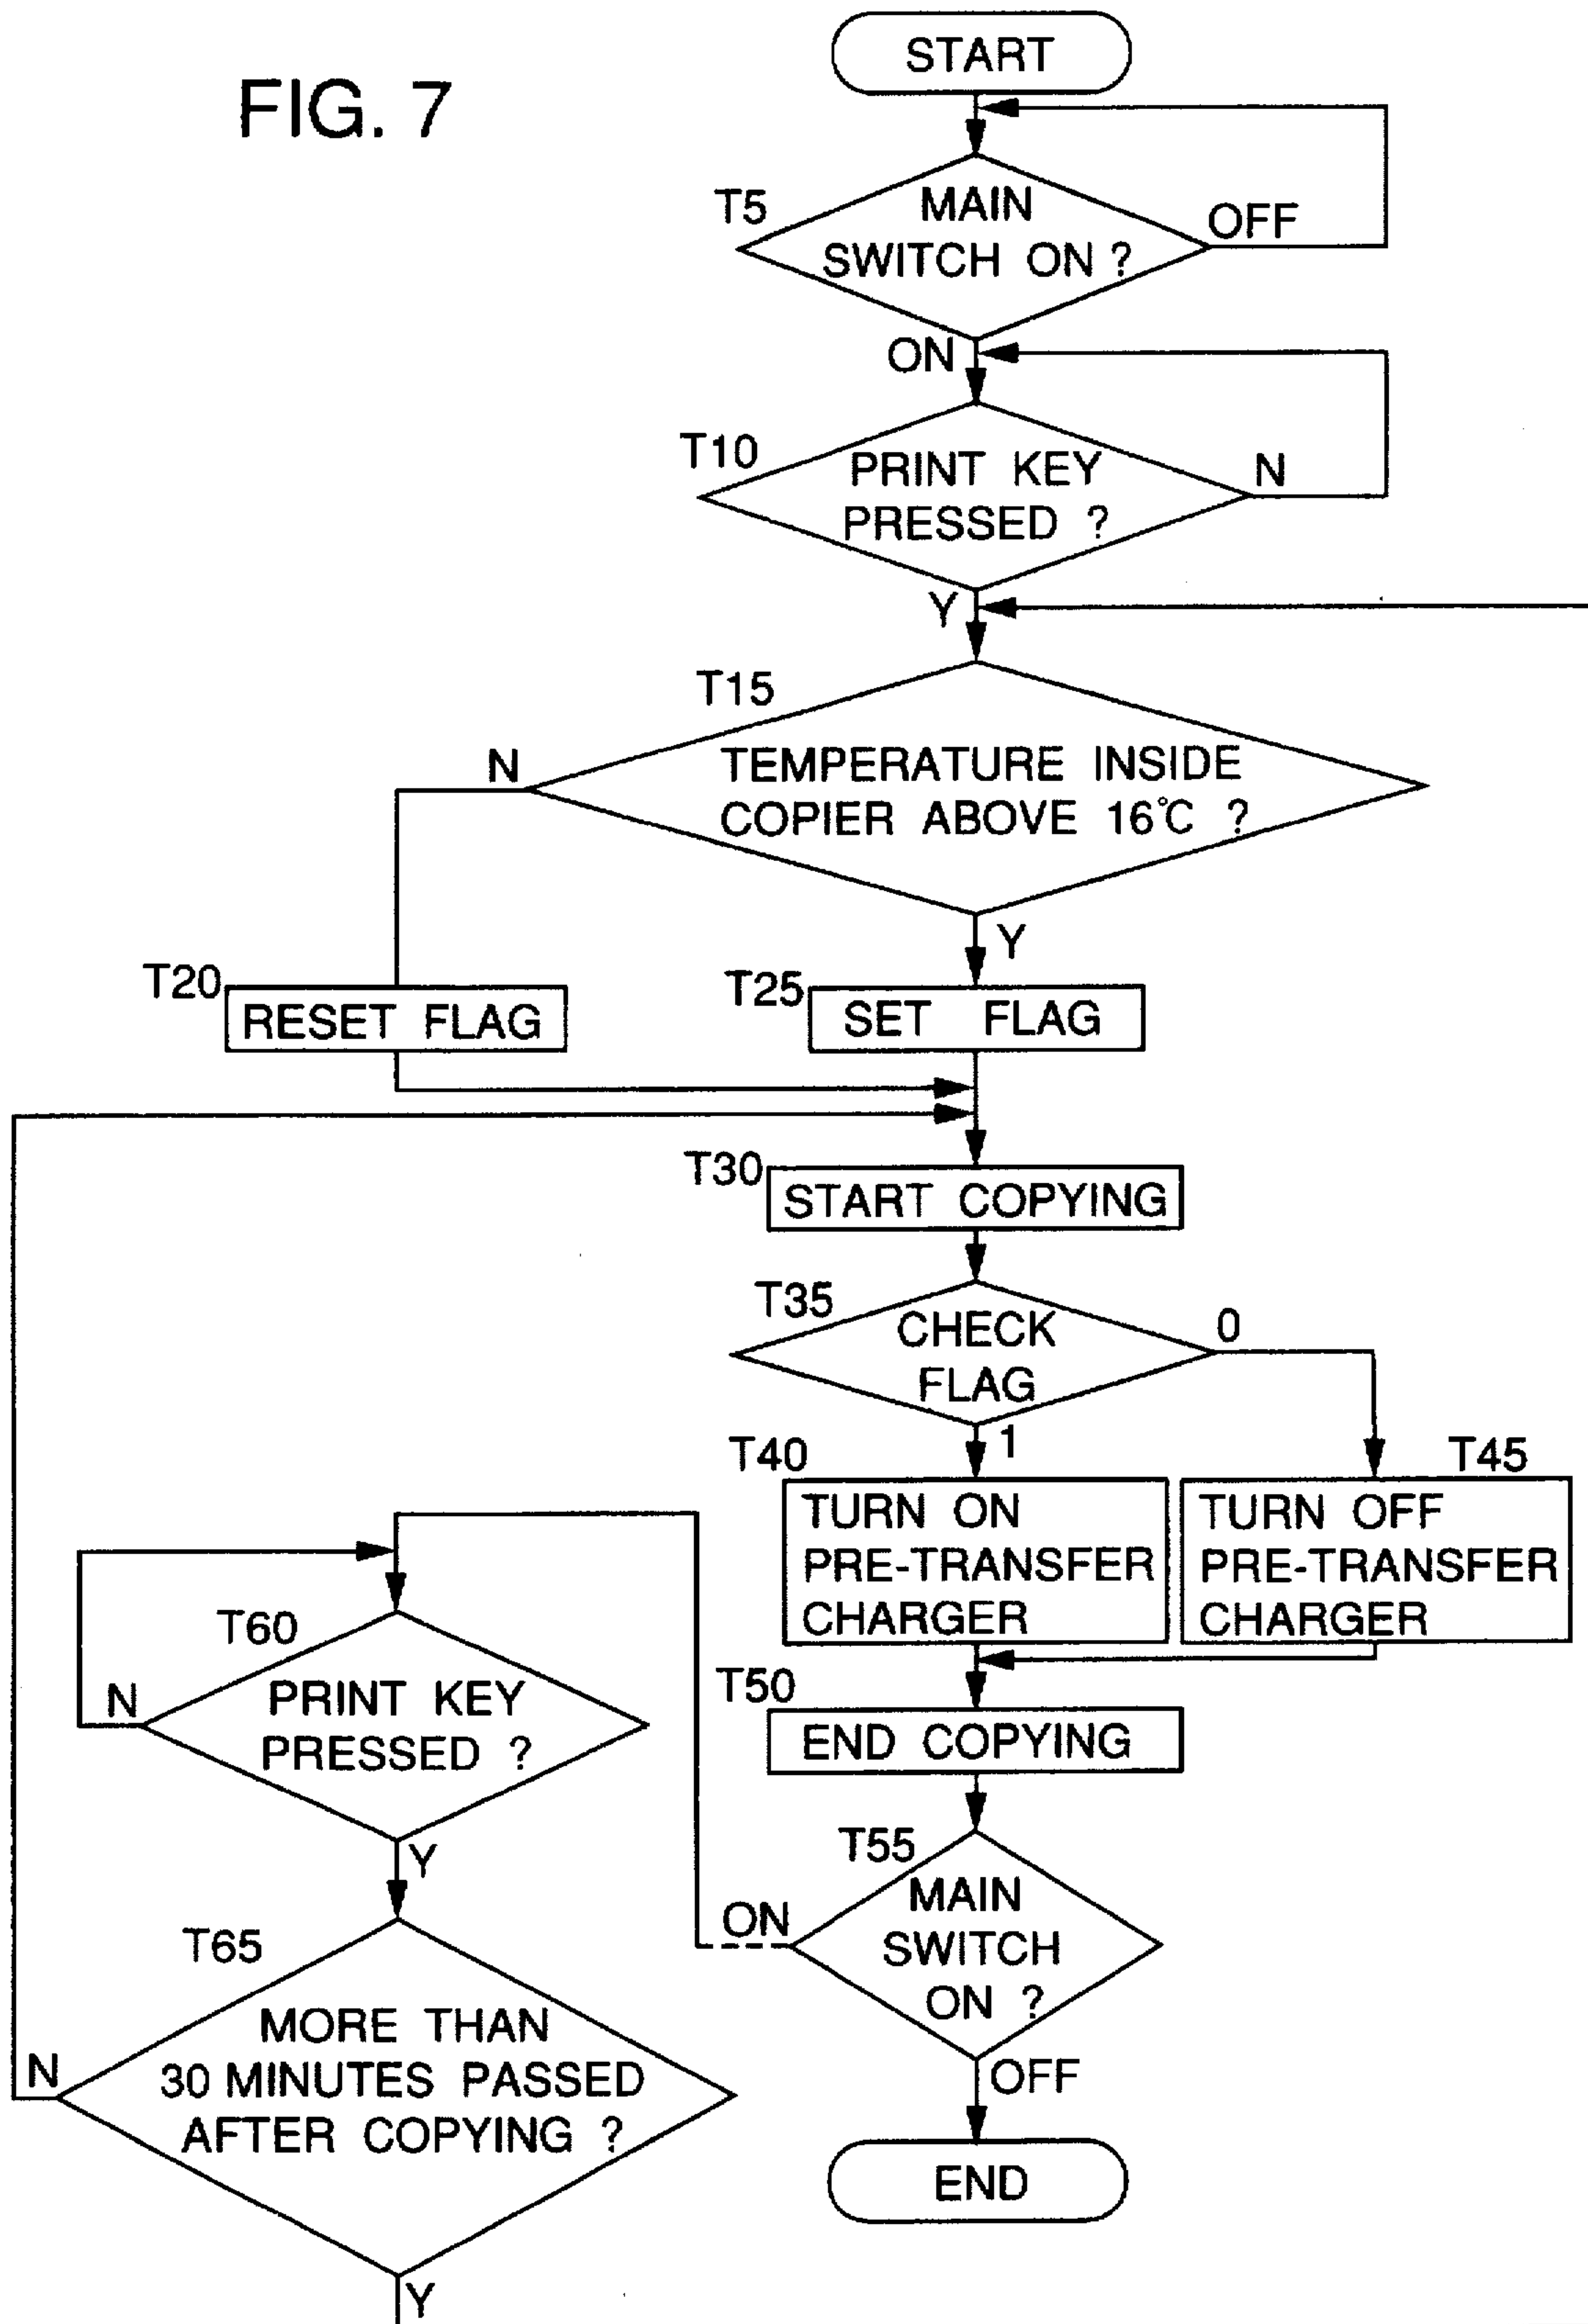 FIG. 7
START
T5
MAIN
SWITCH ON ?
OFF
ON
T10
PRINT KEY
PRESSED ?
N
Y
T15
N
TEMPERATURE INSIDE
COPIER ABOVE 16°C ?
Y
T20
RESET FLAG
T25
SET FLAG
T30
START COPYING
T35
CHECK
FLAG
0
1
T40
TURN ON
PRE-TRANSFER
CHARGER
T45
TURN OFF
PRE-TRANSFER
CHARGER
T50
END COPYING
T55
MAIN
SWITCH
ON ?
ON
OFF
END
T60
PRINT KEY
PRESSED ?
N
Y
T65
MORE THAN
30 MINUTES PASSED
AFTER COPYING ?
N
Y